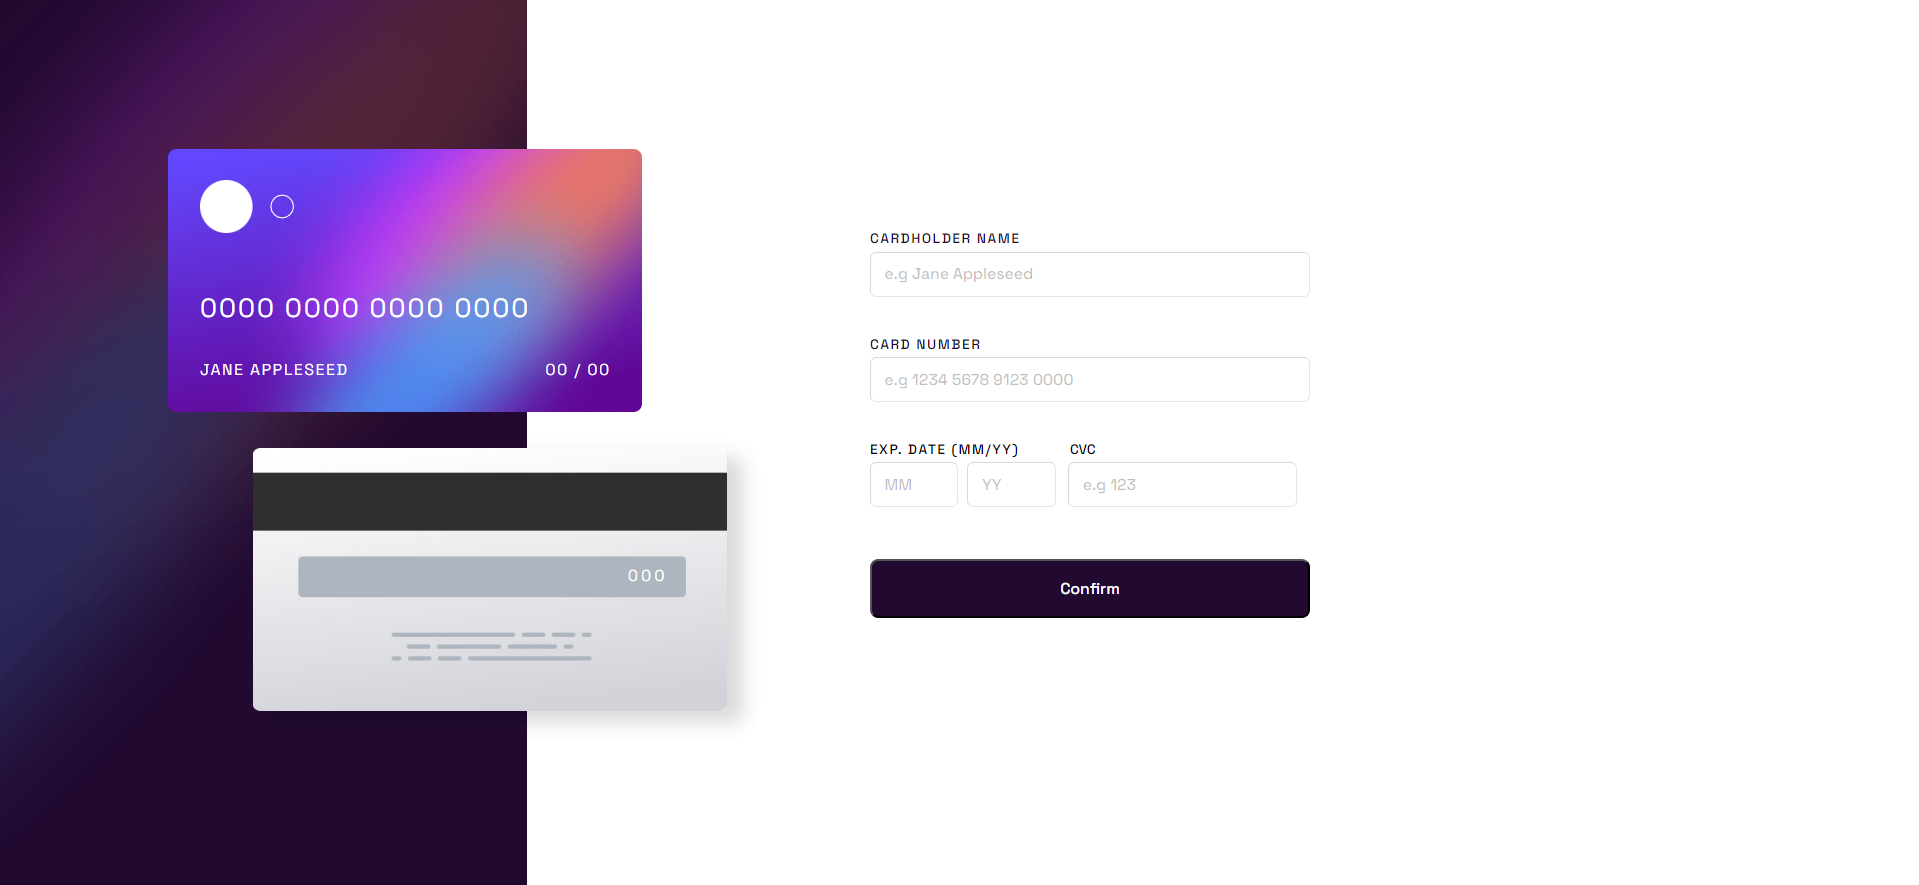 0000 0000 0000 0000
JANE APPLESEED 00 / 00
000
CARDHOLDER NAME
e.g Jane Appleseed
CARD NUMBER
e.g 1234 5678 9123 0000
EXP. DATE (MM/YY) CVC
MM YY e.g 123
Confirm